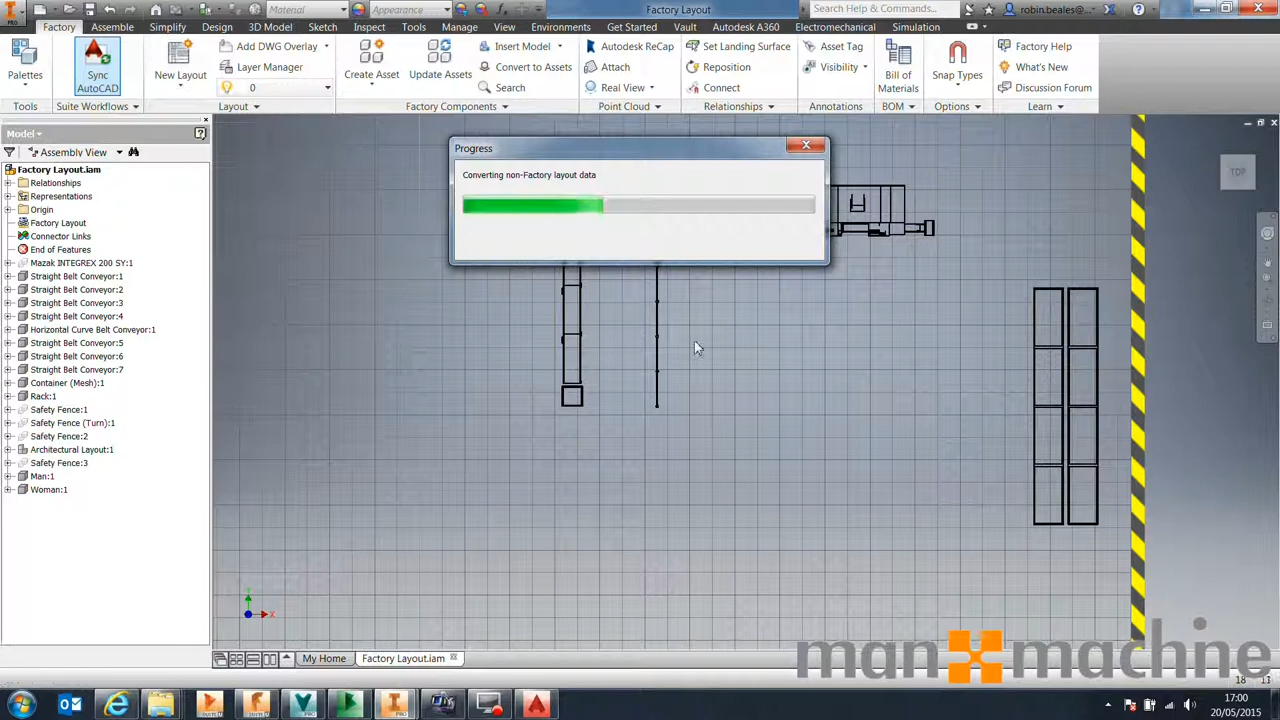 PRO
Material
Appearance
Factory Layout
Search Help & Commands...
robin.beales...
Factory Assemble Simplify Design 3D Model Sketch Inspect Tools Manage View Environments Get Started Vault Autodesk A360 Electromechanical Simulation
Palettes
Tools
Sync
AutoCAD
Suite Workflows
New Layout
Add DWG Overlay
Layer Manager
0
Layout
Create Asset
Update Assets
Insert Model
Convert to Assets
Search
Factory Components
Autodesk ReCap
Attach
Real View
Point Cloud
Set Landing Surface
Reposition
Connect
Relationships
Asset Tag
Visibility
Annotations
Bill of
Materials
BOM
Snap Types
Options
Factory Help
What's New
Discussion Forum
Learn
Model
Assembly View
Factory Layout.iam
Relationships
Representations
Origin
Factory Layout
Connector Links
End of Features
Mazak INTEGREX 200 SY:1
Straight Belt Conveyor:1
Straight Belt Conveyor:2
Straight Belt Conveyor:3
Straight Belt Conveyor:4
Horizontal Curve Belt Conveyor:1
Straight Belt Conveyor:5
Straight Belt Conveyor:6
Straight Belt Conveyor:7
Container (Mesh):1
Rack:1
Safety Fence:1
Safety Fence (Turn):1
Safety Fence:2
Architectural Layout:1
Safety Fence:3
Man:1
Woman:1
Progress
Converting non-Factory layout data
TOP
X
man machine
My Home
Factory Layout.iam
18 11
17:00
20/05/2015